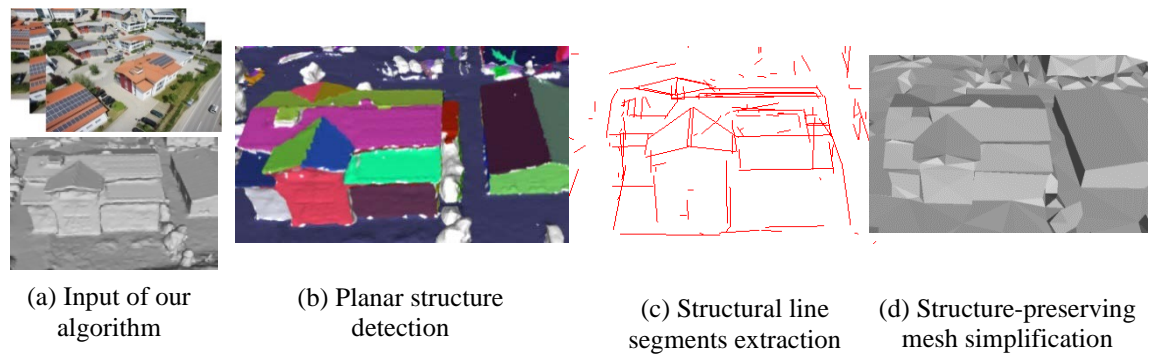 (a) Input of our
algorithm
(b) Planar structure
detection
(c) Structural line
segments extraction
(d) Structure-preserving
mesh simplification